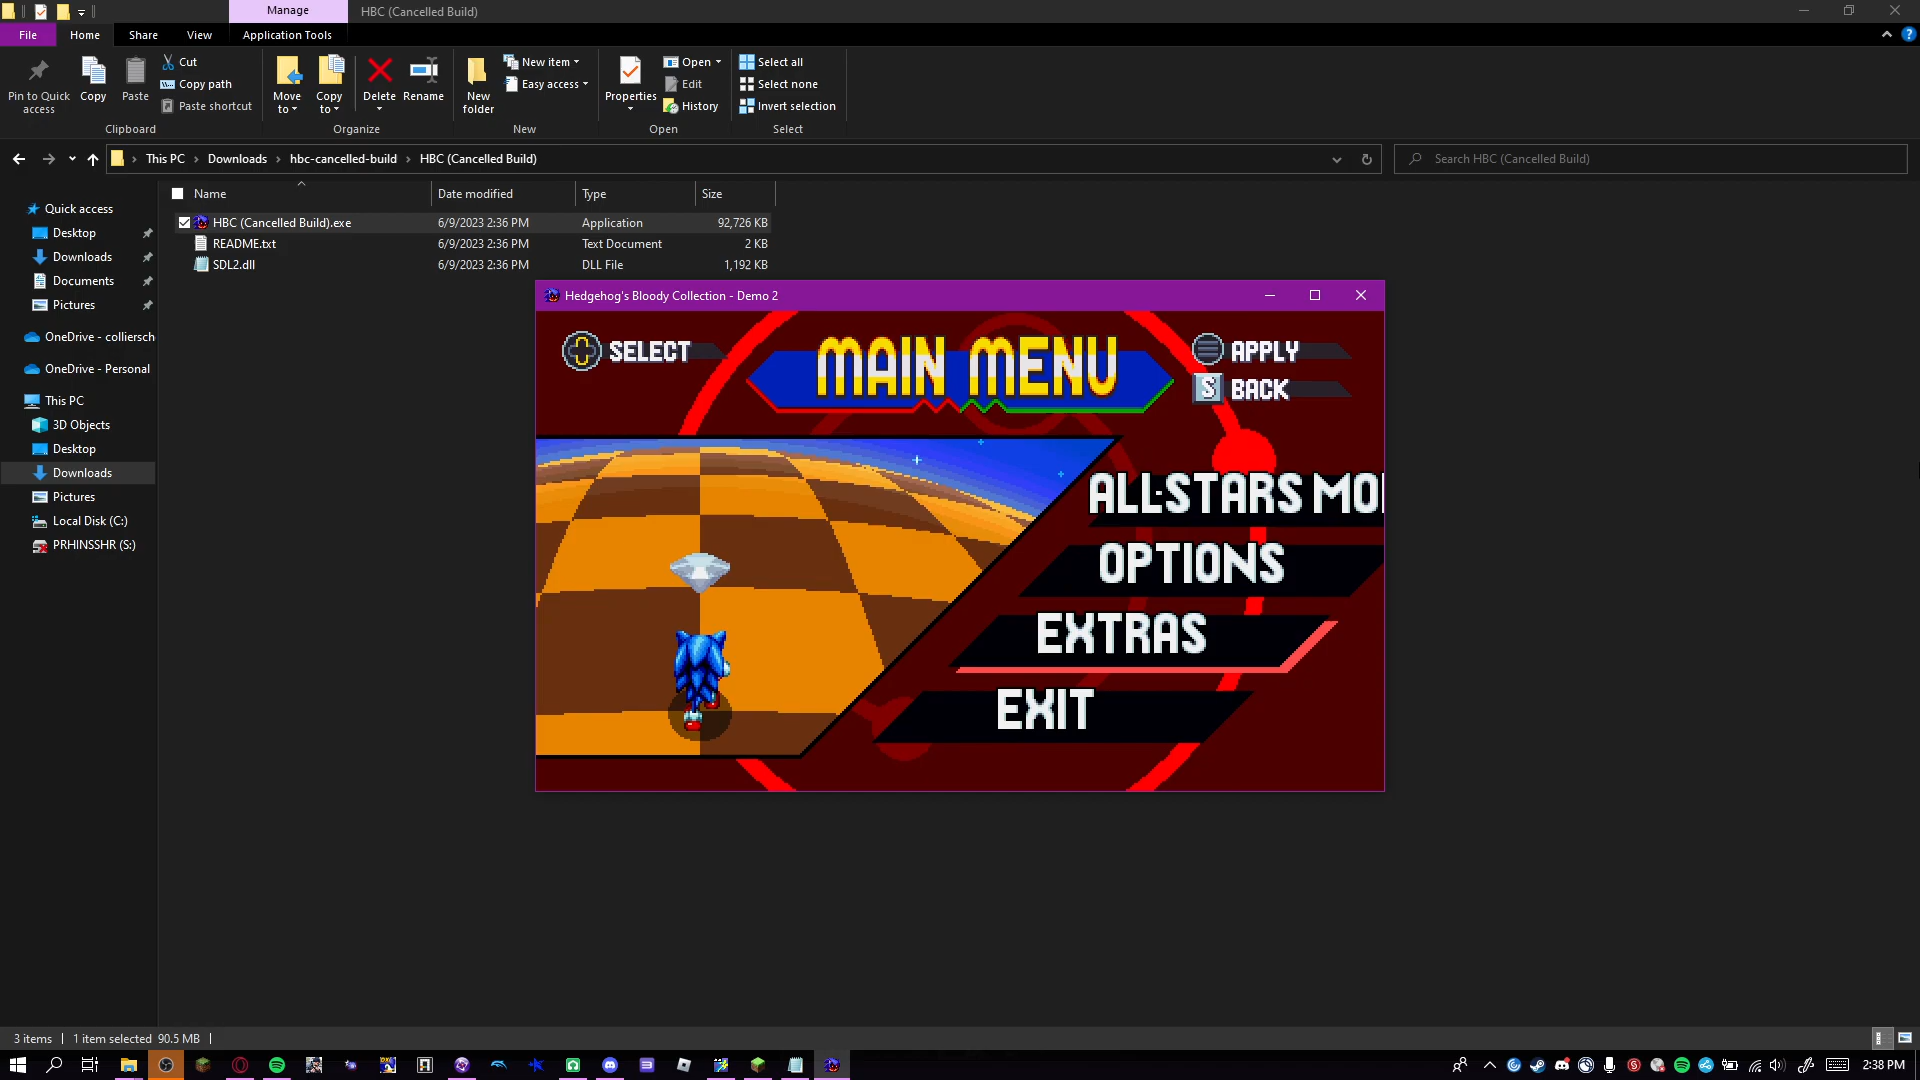 Manage
HBC (Cancelled Build)
File
Home
Share
View
Application Tools
Pin to Quick access
Copy
Paste
Cut
Copy path
Paste shortcut
Clipboard
Move to
Copy to
Delete
Rename
Organize
New folder
New item
Easy access
New
Properties
Open
Edit
History
Open
Select all
Select none
Invert selection
Select
This PC
Downloads
hbc-cancelled-build
HBC (Cancelled Build)
Search HBC (Cancelled Build)
Name
Date modified
Type
Size
HBC (Cancelled Build).exe
6/9/2023 2:36 PM
Application
92,726 KB
README.txt
6/9/2023 2:36 PM
Text Document
2 KB
SDL2.dll
6/9/2023 2:36 PM
DLL File
1,192 KB
Quick access
Desktop
Downloads
Documents
Pictures
OneDrive - colliersch
OneDrive - Personal
This PC
3D Objects
Desktop
Downloads
Pictures
Local Disk (C:)
PRHINSSHR (S:)
Hedgehog's Bloody Collection - Demo 2
SELECT
MAIN MENU
APPLY
S BACK
ALL-STARS MO
OPTIONS
EXTRAS
EXIT
3 items
1 item selected 90.5 MB
2:38 PM